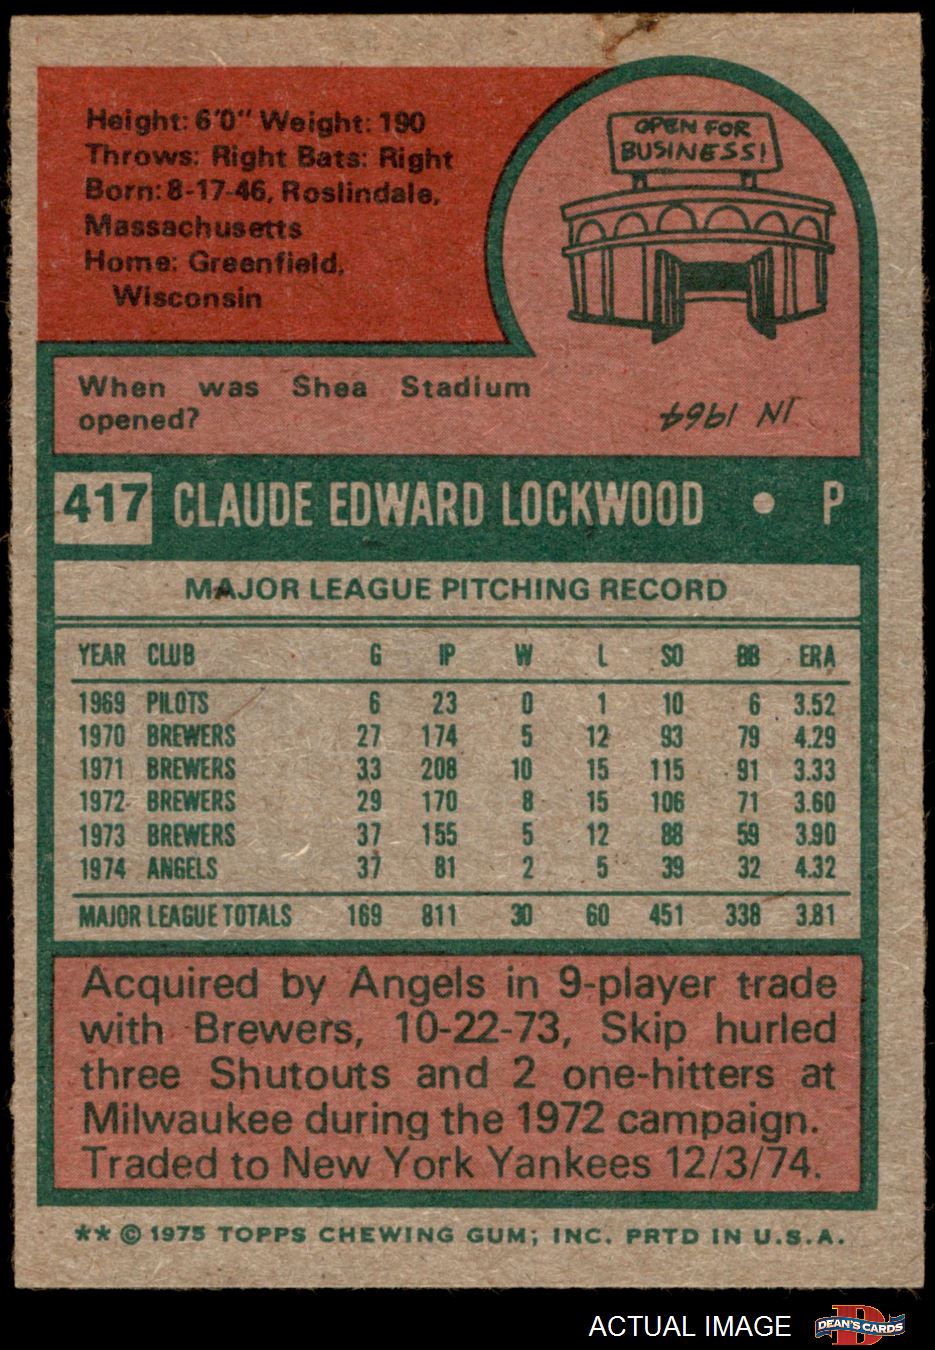 Height: 6'0" Weight: 190
Throws: Right Bats: Right
Born: 8-17-46, Roslindale,
Massachusetts
Home: Greenfield,
Wisconsin
OPEN FOR
BUSINESS!
When was Shea Stadium
opened?
IN 1964
417 CLAUDE EDWARD LOCKWOOD • P
MAJOR LEAGUE PITCHING RECORD
YEAR CLUB G IP W L SO BB ERA
1969 PILOTS 6 23 0 1 10 6 3.52
1970 BREWERS 27 174 5 12 93 79 4.29
1971 BREWERS 33 208 10 15 115 91 3.33
1972 BREWERS 29 170 8 15 106 71 3.60
1973 BREWERS 37 155 5 12 88 59 3.90
1974 ANGELS 37 81 2 5 39 32 4.32
MAJOR LEAGUE TOTALS 169 811 30 60 451 338 3.81
Acquired by Angels in 9-player trade
with Brewers, 10-22-73, Skip hurled
three Shutouts and 2 one-hitters at
Milwaukee during the 1972 campaign.
Traded to New York Yankees 12/3/74.
** © 1975 TOPPS CHEWING GUM; INC. PRTD IN U.S.A.
ACTUAL IMAGE DEAN'S CARDS